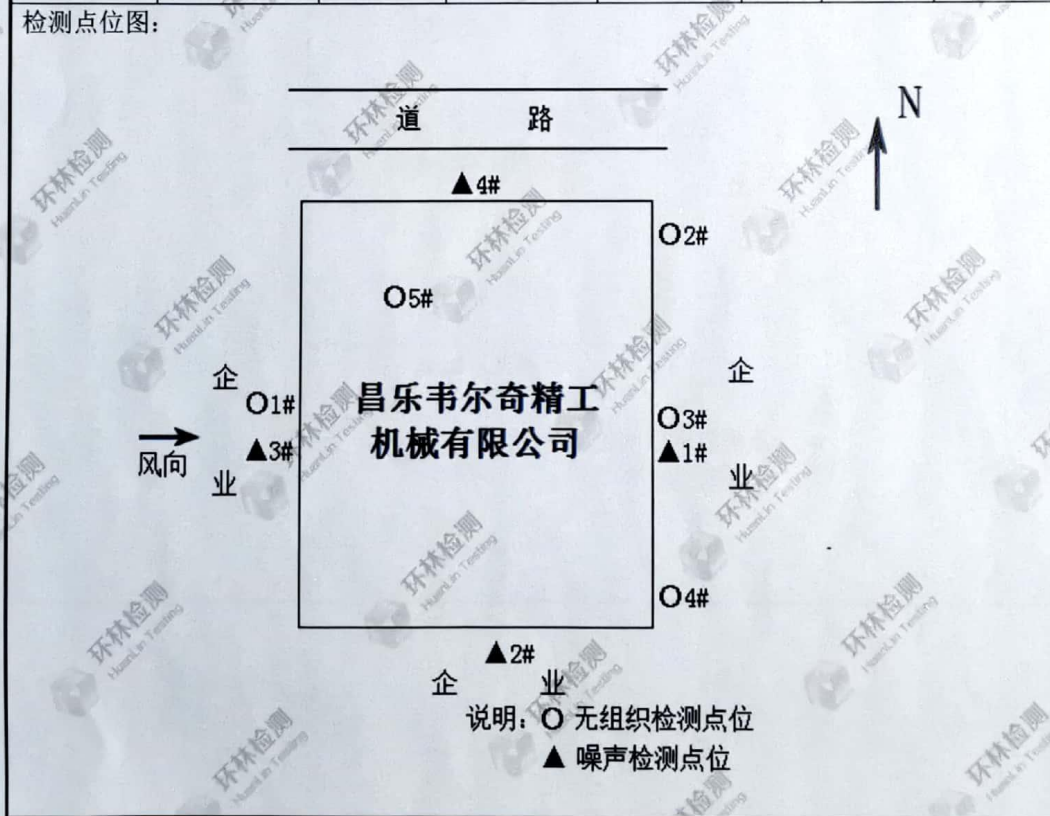 检测点位图：
道 路
N
▲4#
O2#
O5#
企 业
企 业
O1#
昌乐韦尔奇精工
机械有限公司
O3#
▲3#
▲1#
风向
O4#
▲2#
企 业
说明：O 无组织检测点位
▲ 噪声检测点位
环林检测
HuanLin Testing